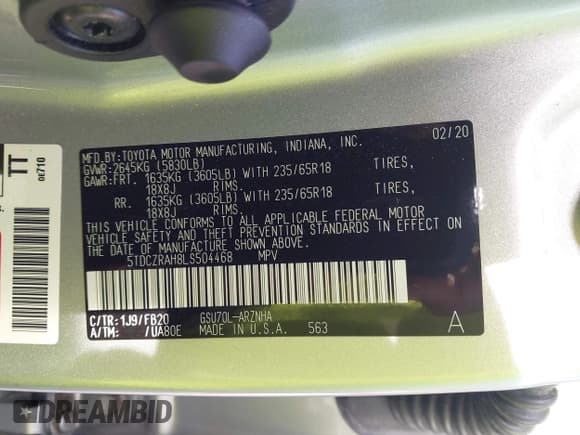 MFD.BY:TOYOTA MOTOR MANUFACTURING, INDIANA, INC. 02/20
GVWR:2645KG (5830LB)
GAWR:FRT. 1635KG (3605LB) WITH 235/65R18 TIRES,
18X8J RIMS.
RR. 1635KG (3605LB) WITH 235/65R18 TIRES,
18X8J RIMS.
THIS VEHICLE CONFORMS TO ALL APPLICABLE FEDERAL MOTOR
VEHICLE SAFETY AND THEFT PREVENTION STANDARDS IN EFFECT ON
THE DATE OF MANUFACTURE SHOWN ABOVE.
5TDCZRAH8LS504468 MPV
C/TR:1J9/FB20 GSU70L-ARZNHA
A/TM: /UA80E MADE IN U.S.A. 563 A
TT
DREAMBID